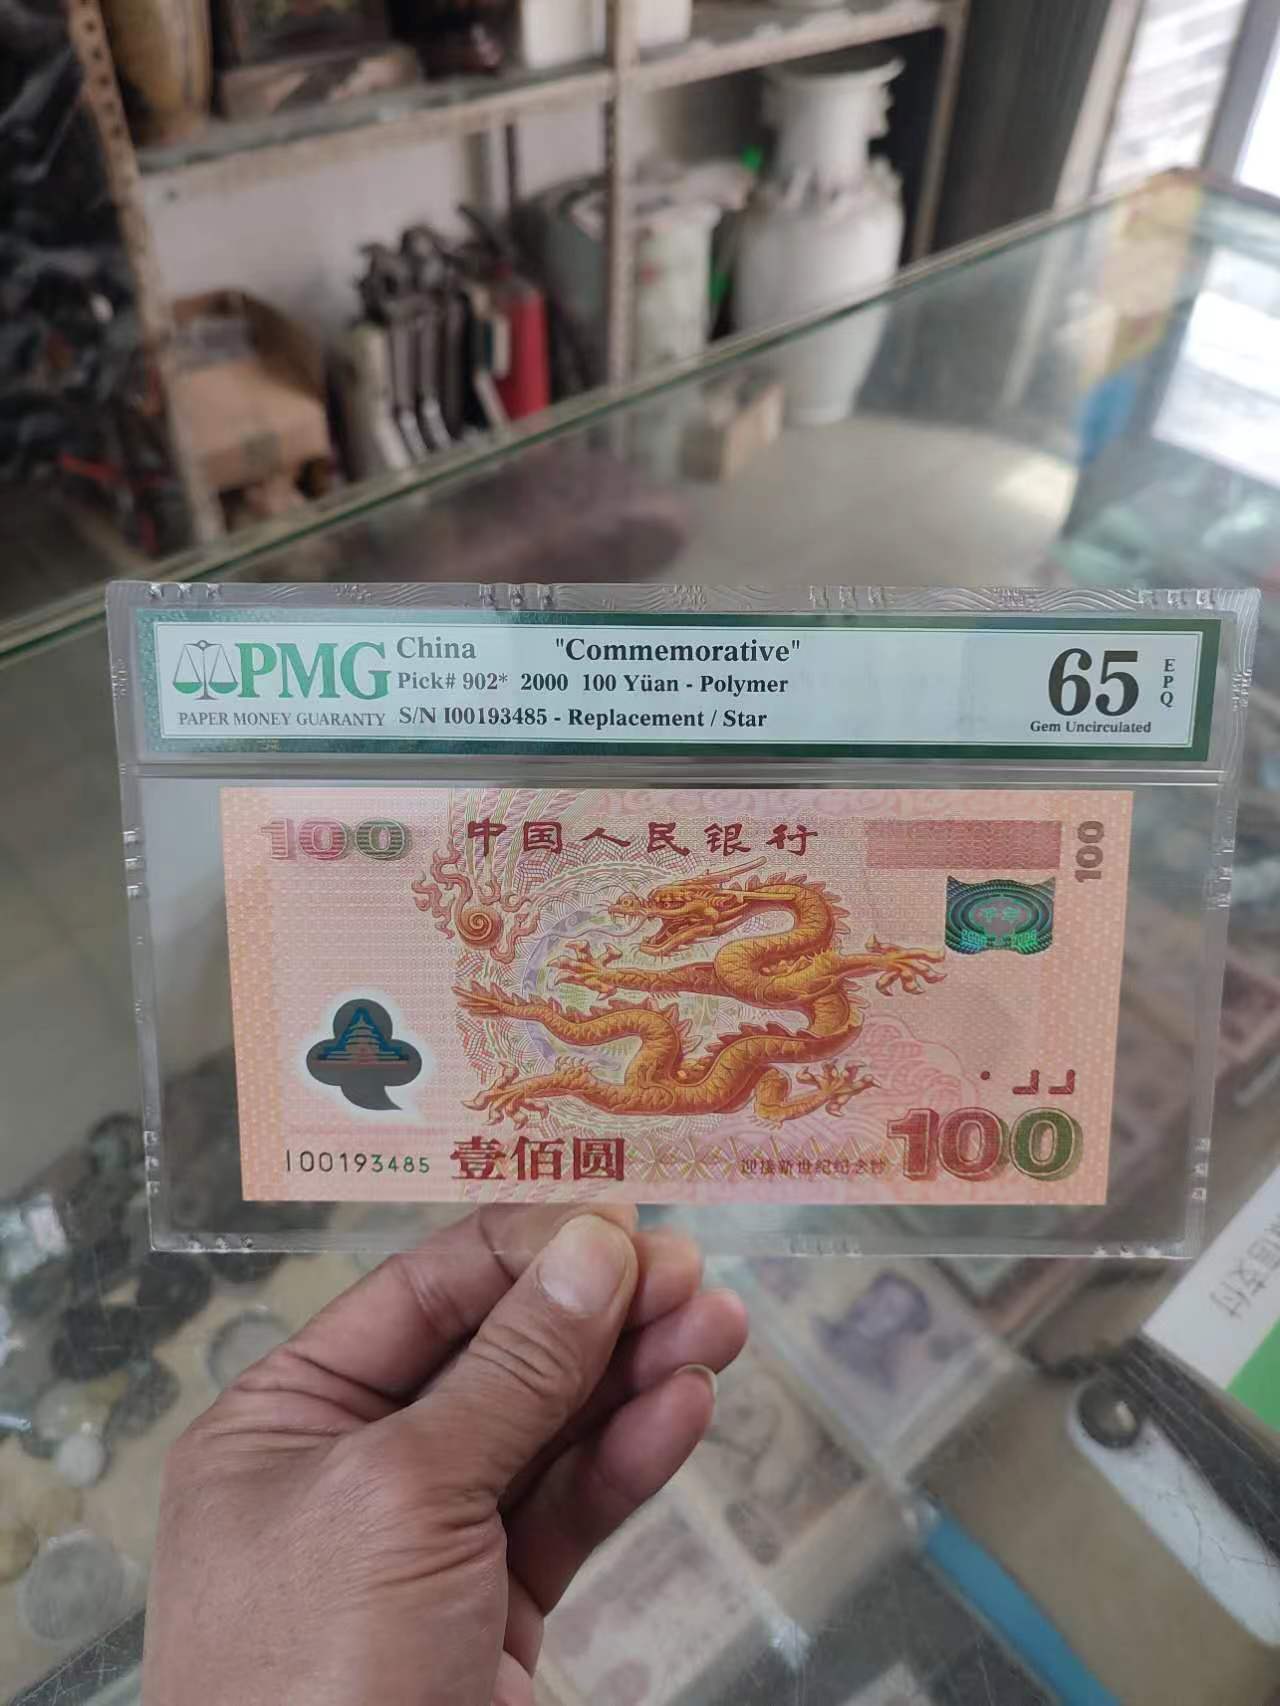 PMG
PAPER MONEY GUARANTY
China "Commemorative"
Pick# 902* 2000 100 Yüan - Polymer
S/N I00193485 - Replacement / Star
65
EPQ
Gem Uncirculated
100
中国人民银行
100
I00193485
壹佰圆
迎接新世纪纪念钞
100
支付